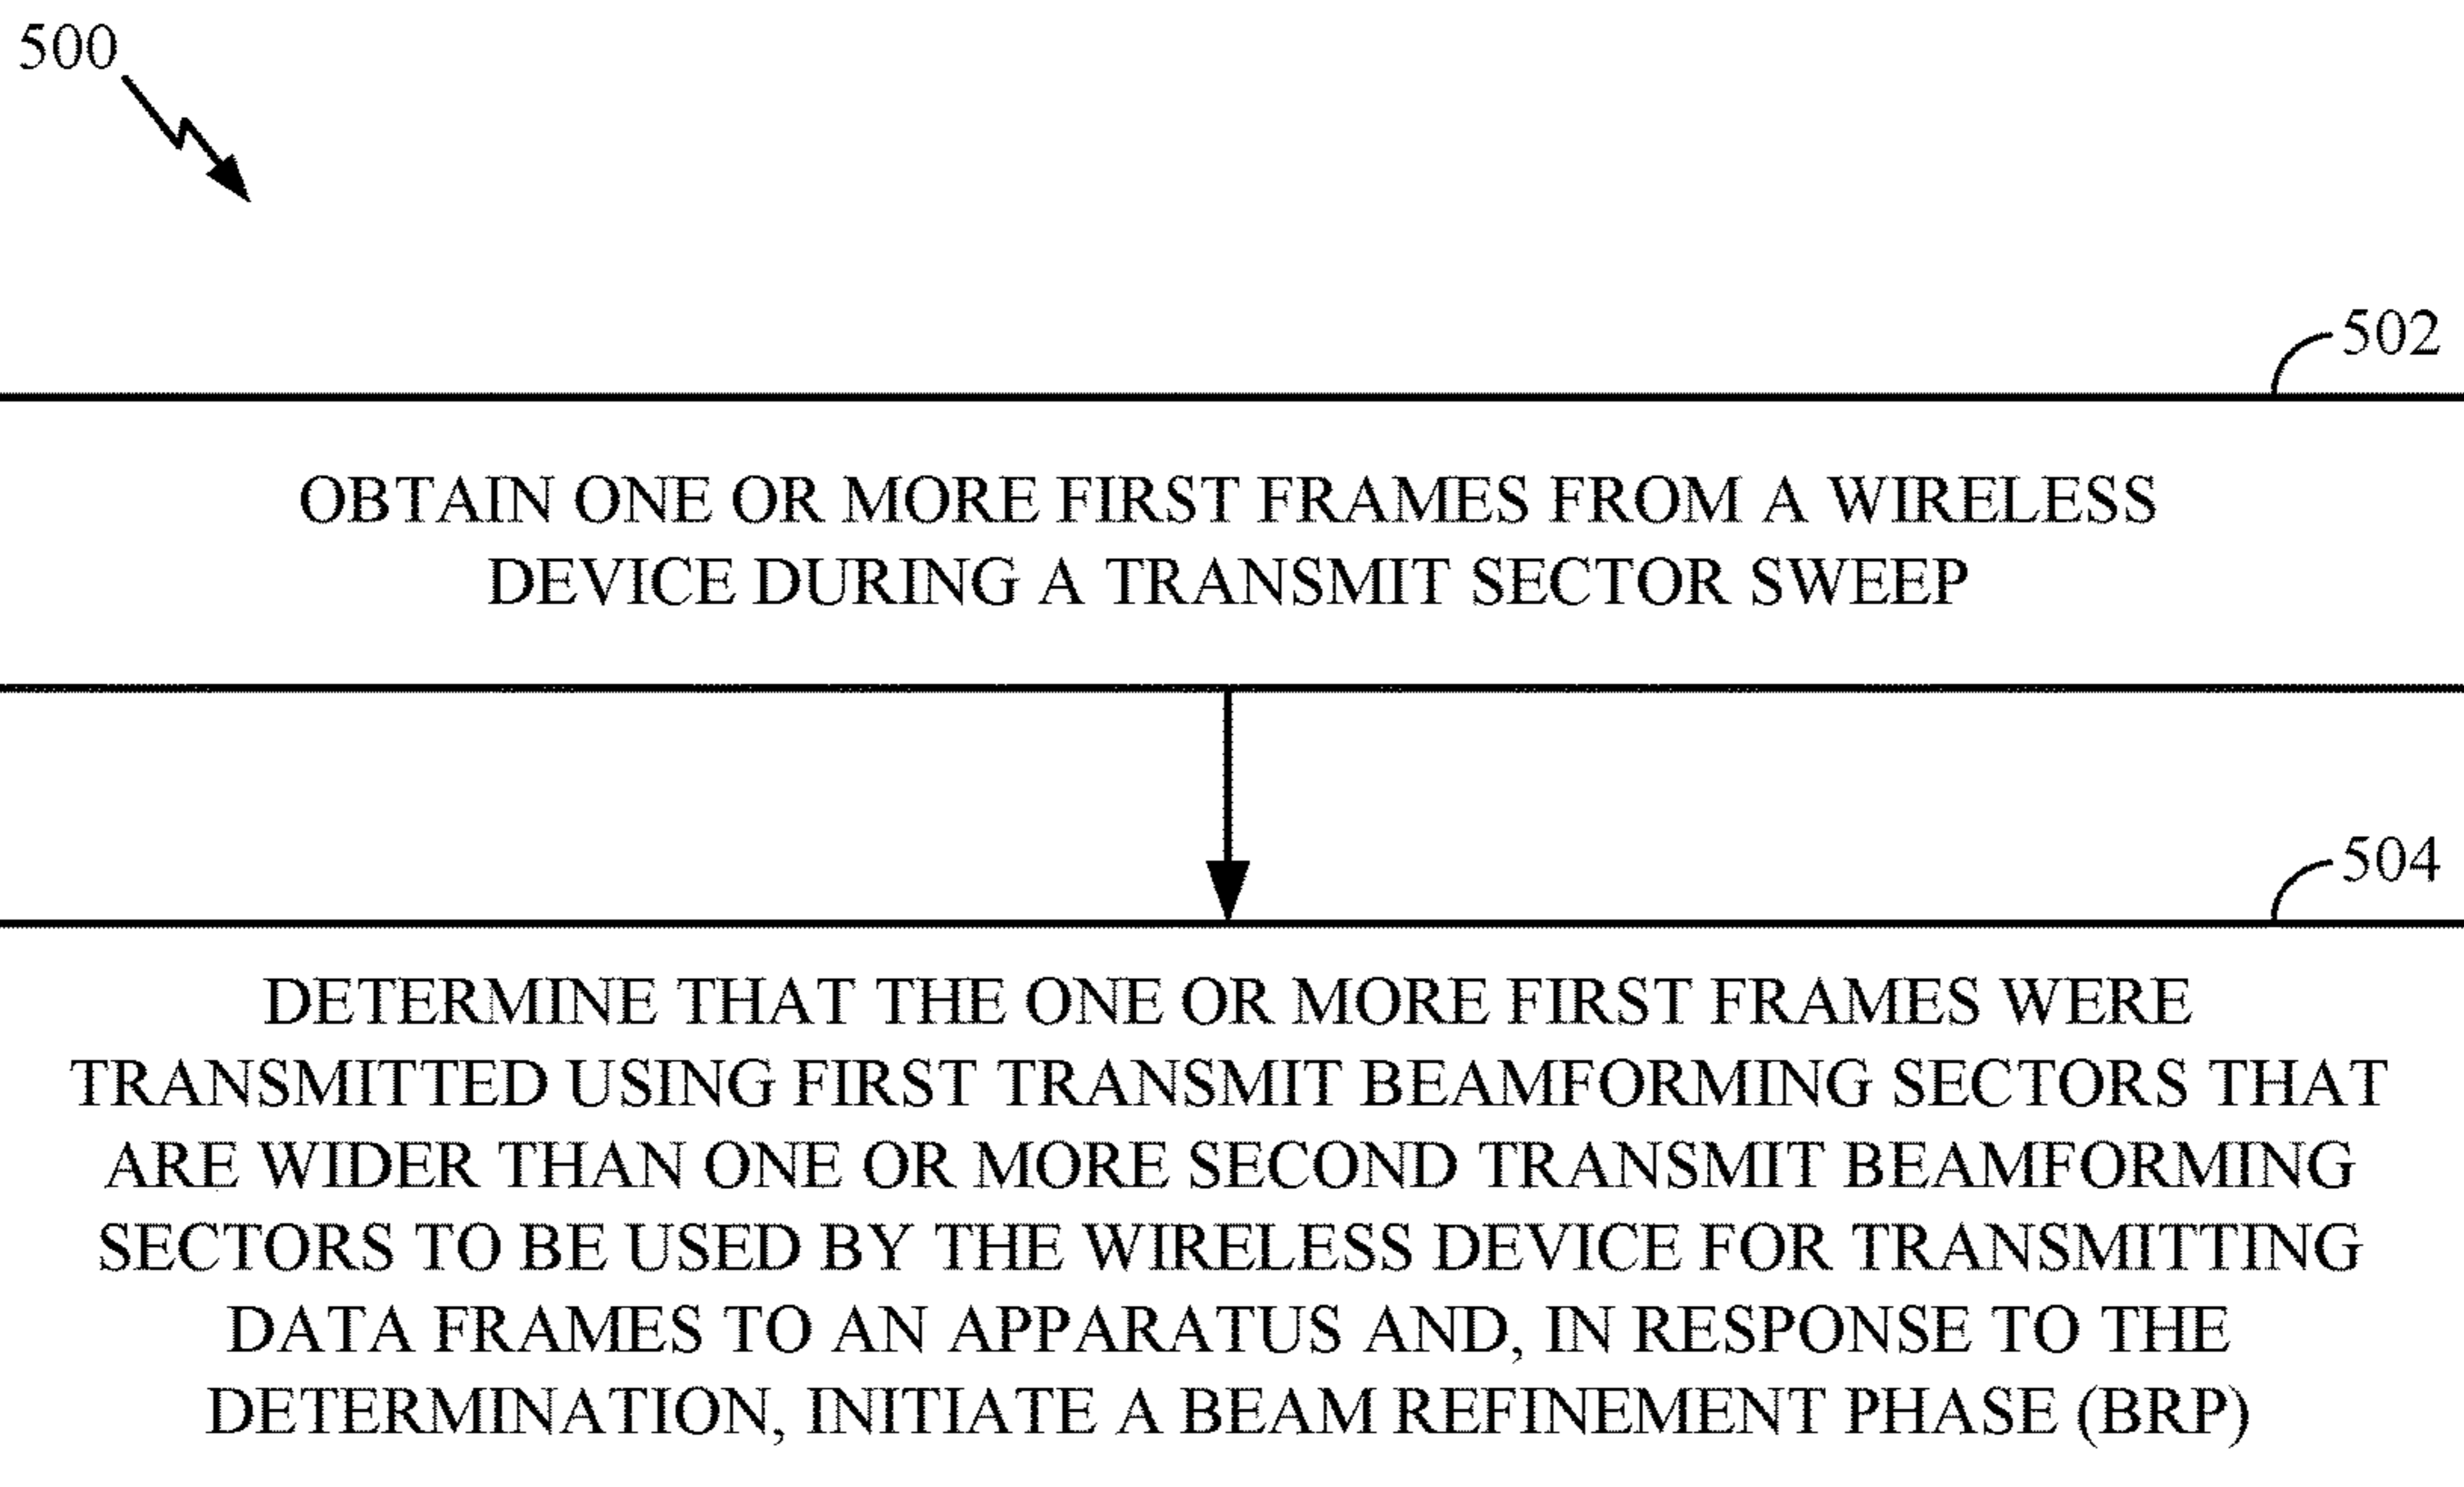 500
502
OBTAIN ONE OR MORE FIRST FRAMES FROM A WIRELESS
DEVICE DURING A TRANSMIT SECTOR SWEEP
504
DETERMINE THAT THE ONE OR MORE FIRST FRAMES WERE
TRANSMITTED USING FIRST TRANSMIT BEAMFORMING SECTORS THAT
ARE WIDER THAN ONE OR MORE SECOND TRANSMIT BEAMFORMING
SECTORS TO BE USED BY THE WIRELESS DEVICE FOR TRANSMITTING
DATA FRAMES TO AN APPARATUS AND, IN RESPONSE TO THE
DETERMINATION, INITIATE A BEAM REFINEMENT PHASE (BRP)